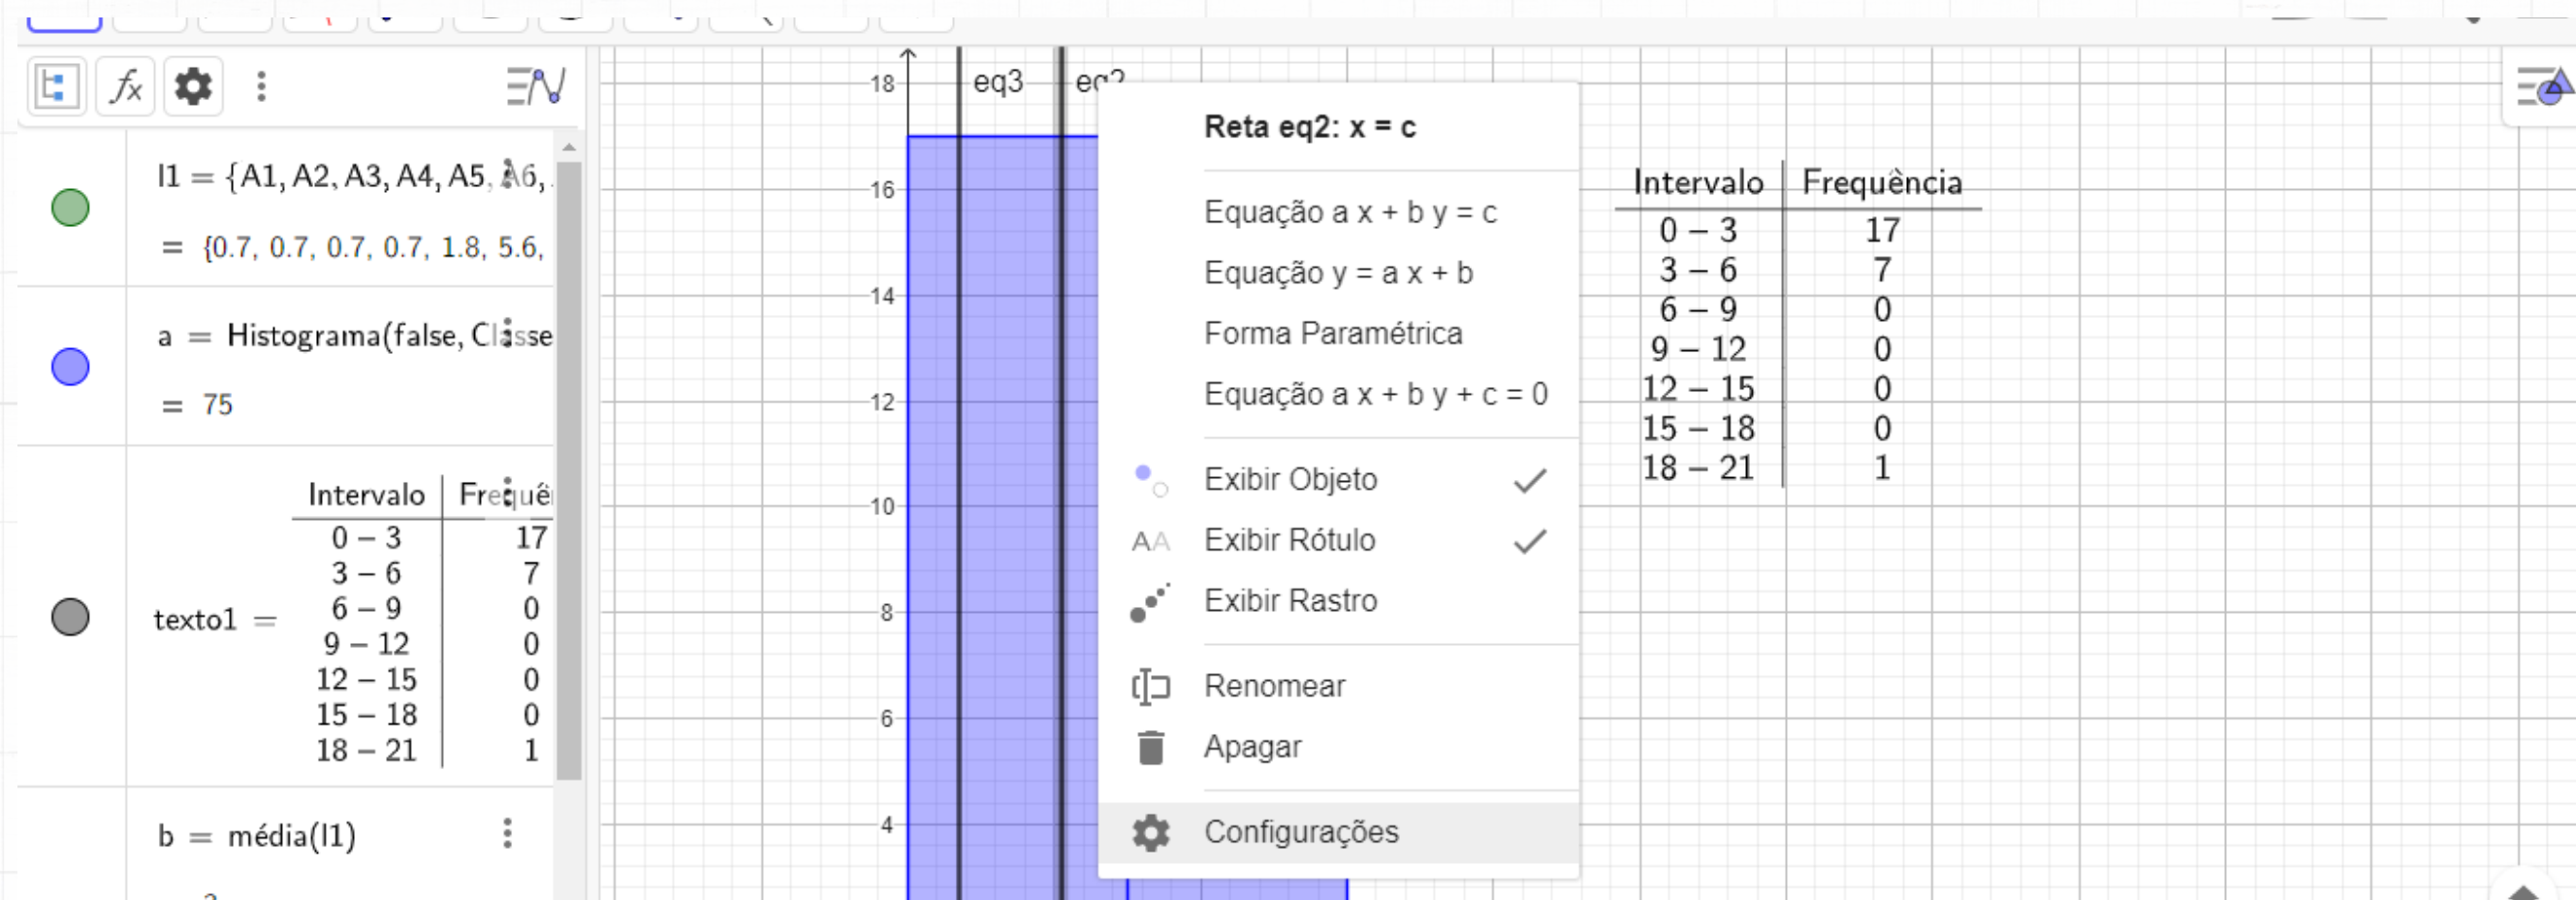 fx
l1 = {A1, A2, A3, A4, A5, A6, .
= {0.7, 0.7, 0.7, 0.7, 1.8, 5.6,
a = Histograma(false, Classe
= 75
texto1 =
Intervalo Frequê
0 – 3 17
3 – 6 7
6 – 9 0
9 – 12 0
12 – 15 0
15 – 18 0
18 – 21 1
b = média(l1)
18
16
14
12
10
8
6
4
eq3
eq2
Reta eq2: x = c
Equação a x + b y = c
Equação y = a x + b
Forma Paramétrica
Equação a x + b y + c = 0
Exibir Objeto
AA Exibir Rótulo
Exibir Rastro
Renomear
Apagar
Configurações
Intervalo Frequência
0 – 3 17
3 – 6 7
6 – 9 0
9 – 12 0
12 – 15 0
15 – 18 0
18 – 21 1